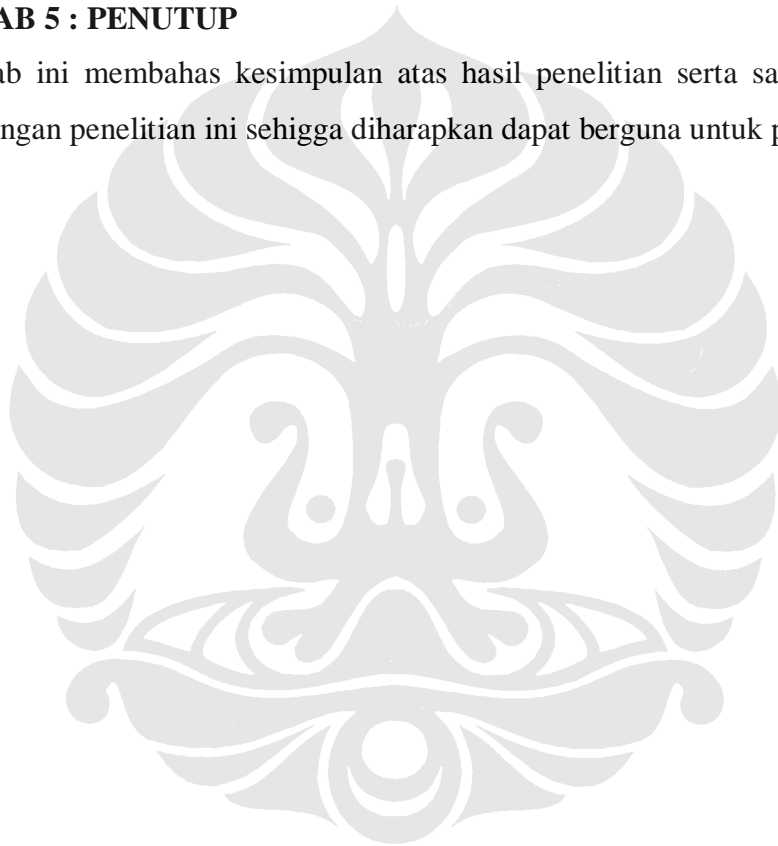 AB 5 : PENUTUP
ab ini membahas kesimpulan atas hasil penelitian serta sa
ngan penelitian ini sehigga diharapkan dapat berguna untuk p